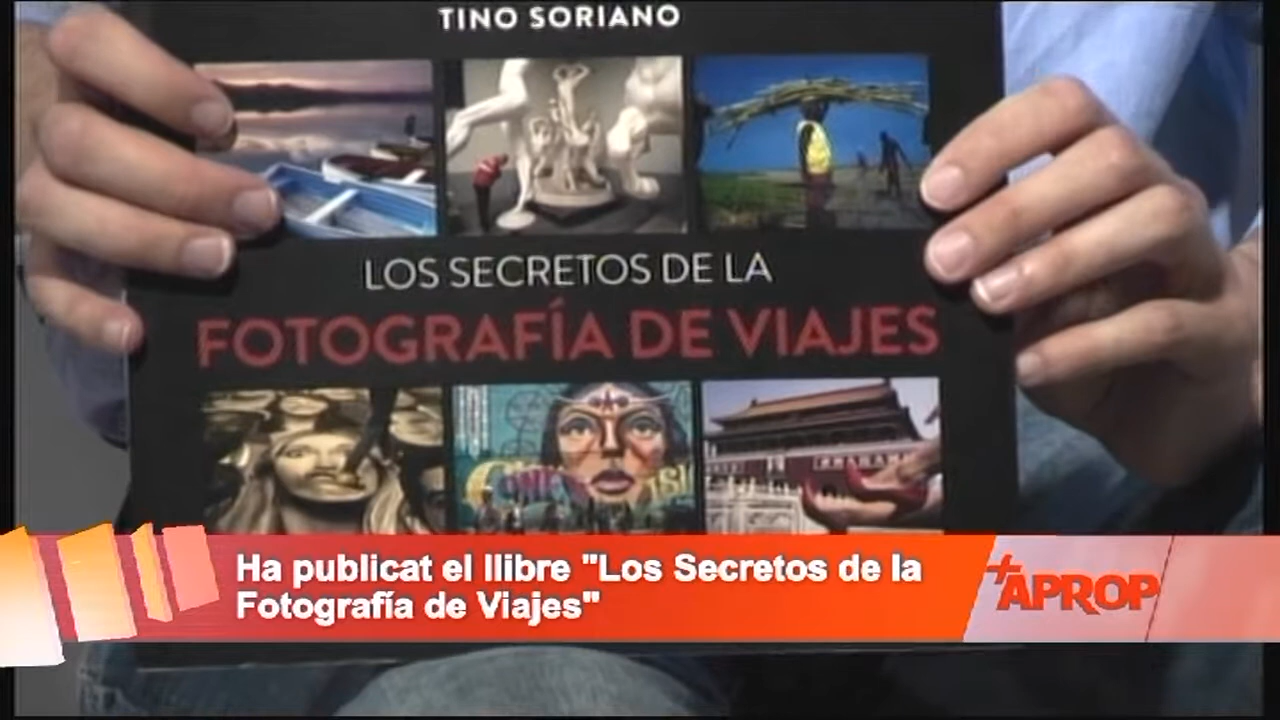 TINO SORIANO
LOS SECRETOS DE LA
FOTOGRAFÍA DE VIAJES
Ha publicat el llibre "Los Secretos de la
Fotografía de Viajes"
+APROP